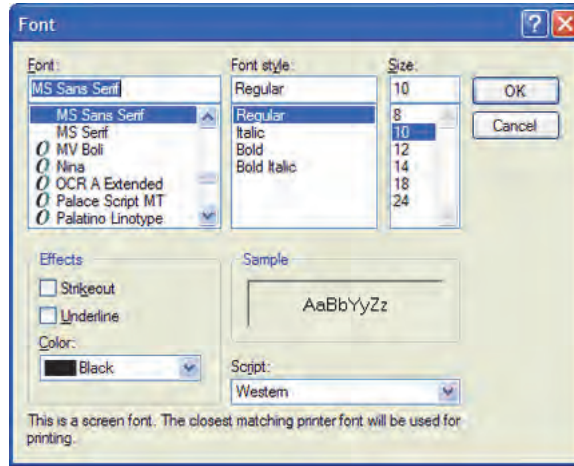 Font
Font:
Font style:
Size:
MS Sans Serif
Regular
10
OK
MS Sans Serif
MS Serif
MV Boli
Nina
OCR A Extended
Palace Script MT
Palatino Linotype
Regular
Italic
Bold
Bold Italic
8
10
12
14
18
24
Cancel
Effects
Strikeout
Underline
Color:
Black
Sample
AaBbYyZz
Script:
Western
This is a screen font. The closest matching printer font will be used for
printing.